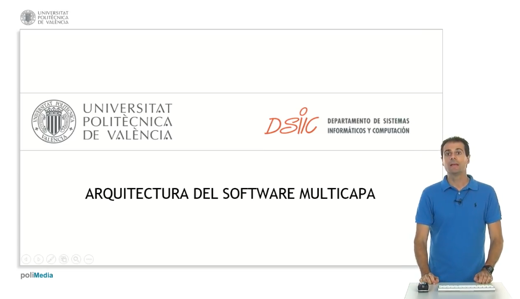 UNIVERSITAT
POLITÈCNICA
DE VALÈNCIA
UNIVERSITAT
POLITÈCNICA
DE VALÈNCIA
DSIC
DEPARTAMENTO DE SISTEMAS
INFORMÁTICOS Y COMPUTACIÓN
ARQUITECTURA DEL SOFTWARE MULTICAPA
poliMedia